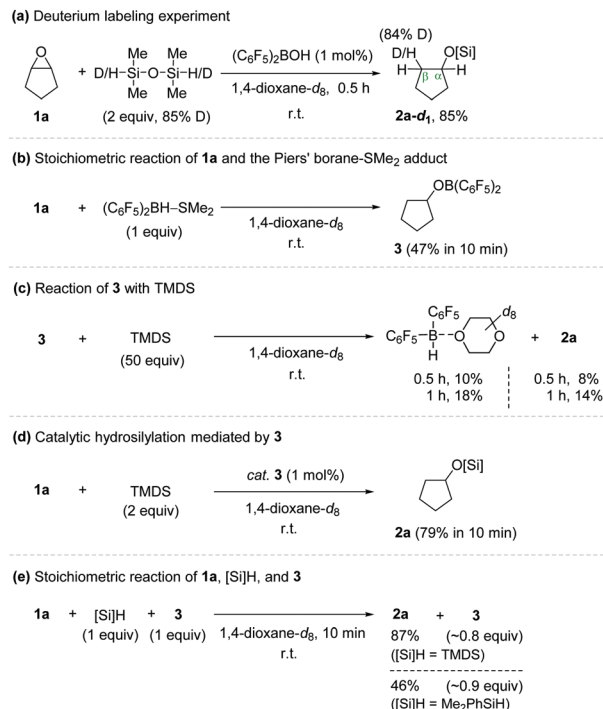 (a) Deuterium labeling experiment
(84% D)
O
Me Me
(C6F5)2BOH (1 mol%)
D/H O[Si]
+ D/H–Si–O–Si–H/D
H β α H
Me Me
1,4-dioxane-d8, 0.5 h
1a (2 equiv, 85% D) r.t. 2a-d1, 85%
(b) Stoichiometric reaction of 1a and the Piers' borane-SMe2 adduct
OB(C6F5)2
1a + (C6F5)2BH–SMe2
(1 equiv)
1,4-dioxane-d8
r.t.
3 (47% in 10 min)
(c) Reaction of 3 with TMDS
C6F5 d8
3 + TMDS C6F5–B--O O + 2a
(50 equiv) 1,4-dioxane-d8 H
r.t.
0.5 h, 10% 0.5 h, 8%
1 h, 18% 1 h, 14%
(d) Catalytic hydrosilylation mediated by 3
O[Si]
cat. 3 (1 mol%)
1a + TMDS
(2 equiv) 1,4-dioxane-d8
r.t.
2a (79% in 10 min)
(e) Stoichiometric reaction of 1a, [Si]H, and 3
1a + [Si]H + 3 2a + 3
(1 equiv) (1 equiv) 1,4-dioxane-d8, 10 min 87% (~0.8 equiv)
r.t. ([Si]H = TMDS)
46% (~0.9 equiv)
([Si]H = Me2PhSiH)